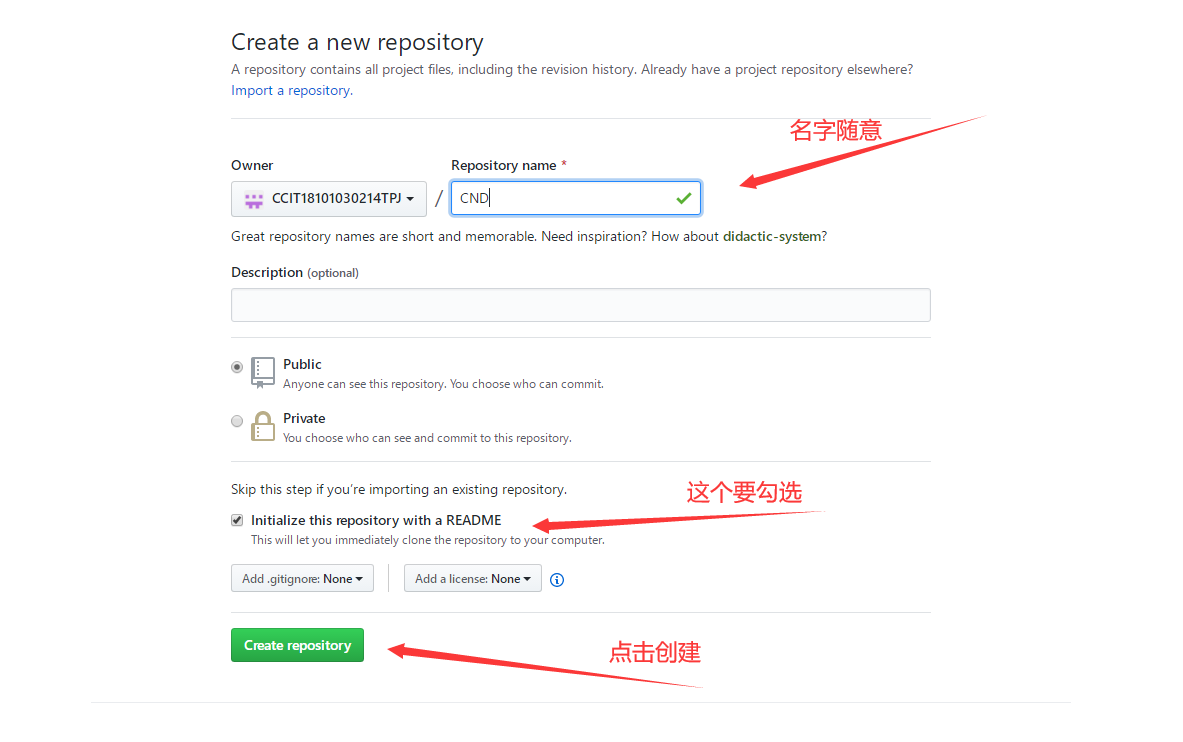 Create a new repository
A repository contains all project files, including the revision history. Already have a project repository elsewhere?
Import a repository.
名字随意
Owner
Repository name *
CCIT18101030214TPJ
/
CND
Great repository names are short and memorable. Need inspiration? How about didactic-system?
Description (optional)
Public
Anyone can see this repository. You choose who can commit.
Private
You choose who can see and commit to this repository.
Skip this step if you’re importing an existing repository.
这个要勾选
Initialize this repository with a README
This will let you immediately clone the repository to your computer.
Add .gitignore: None
Add a license: None
Create repository
点击创建